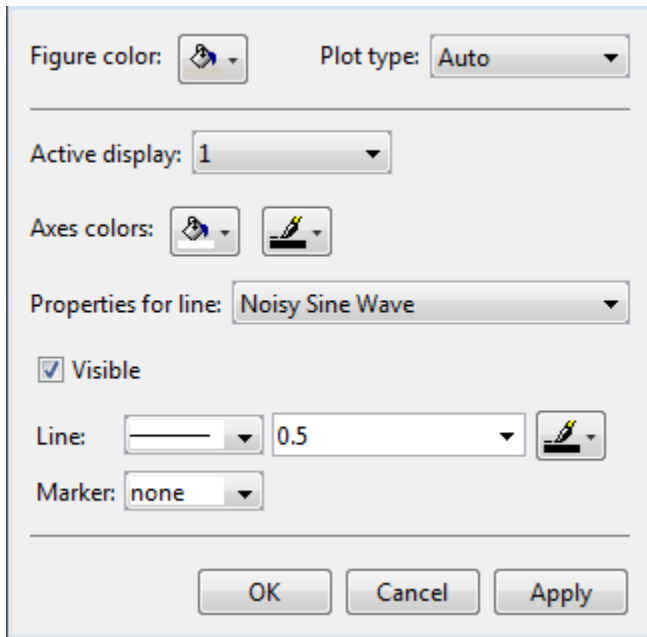 Figure color: Plot type: Auto
Active display: 1
Axes colors:
Properties for line: Noisy Sine Wave
Visible
Line: 0.5
Marker: none
OK Cancel Apply